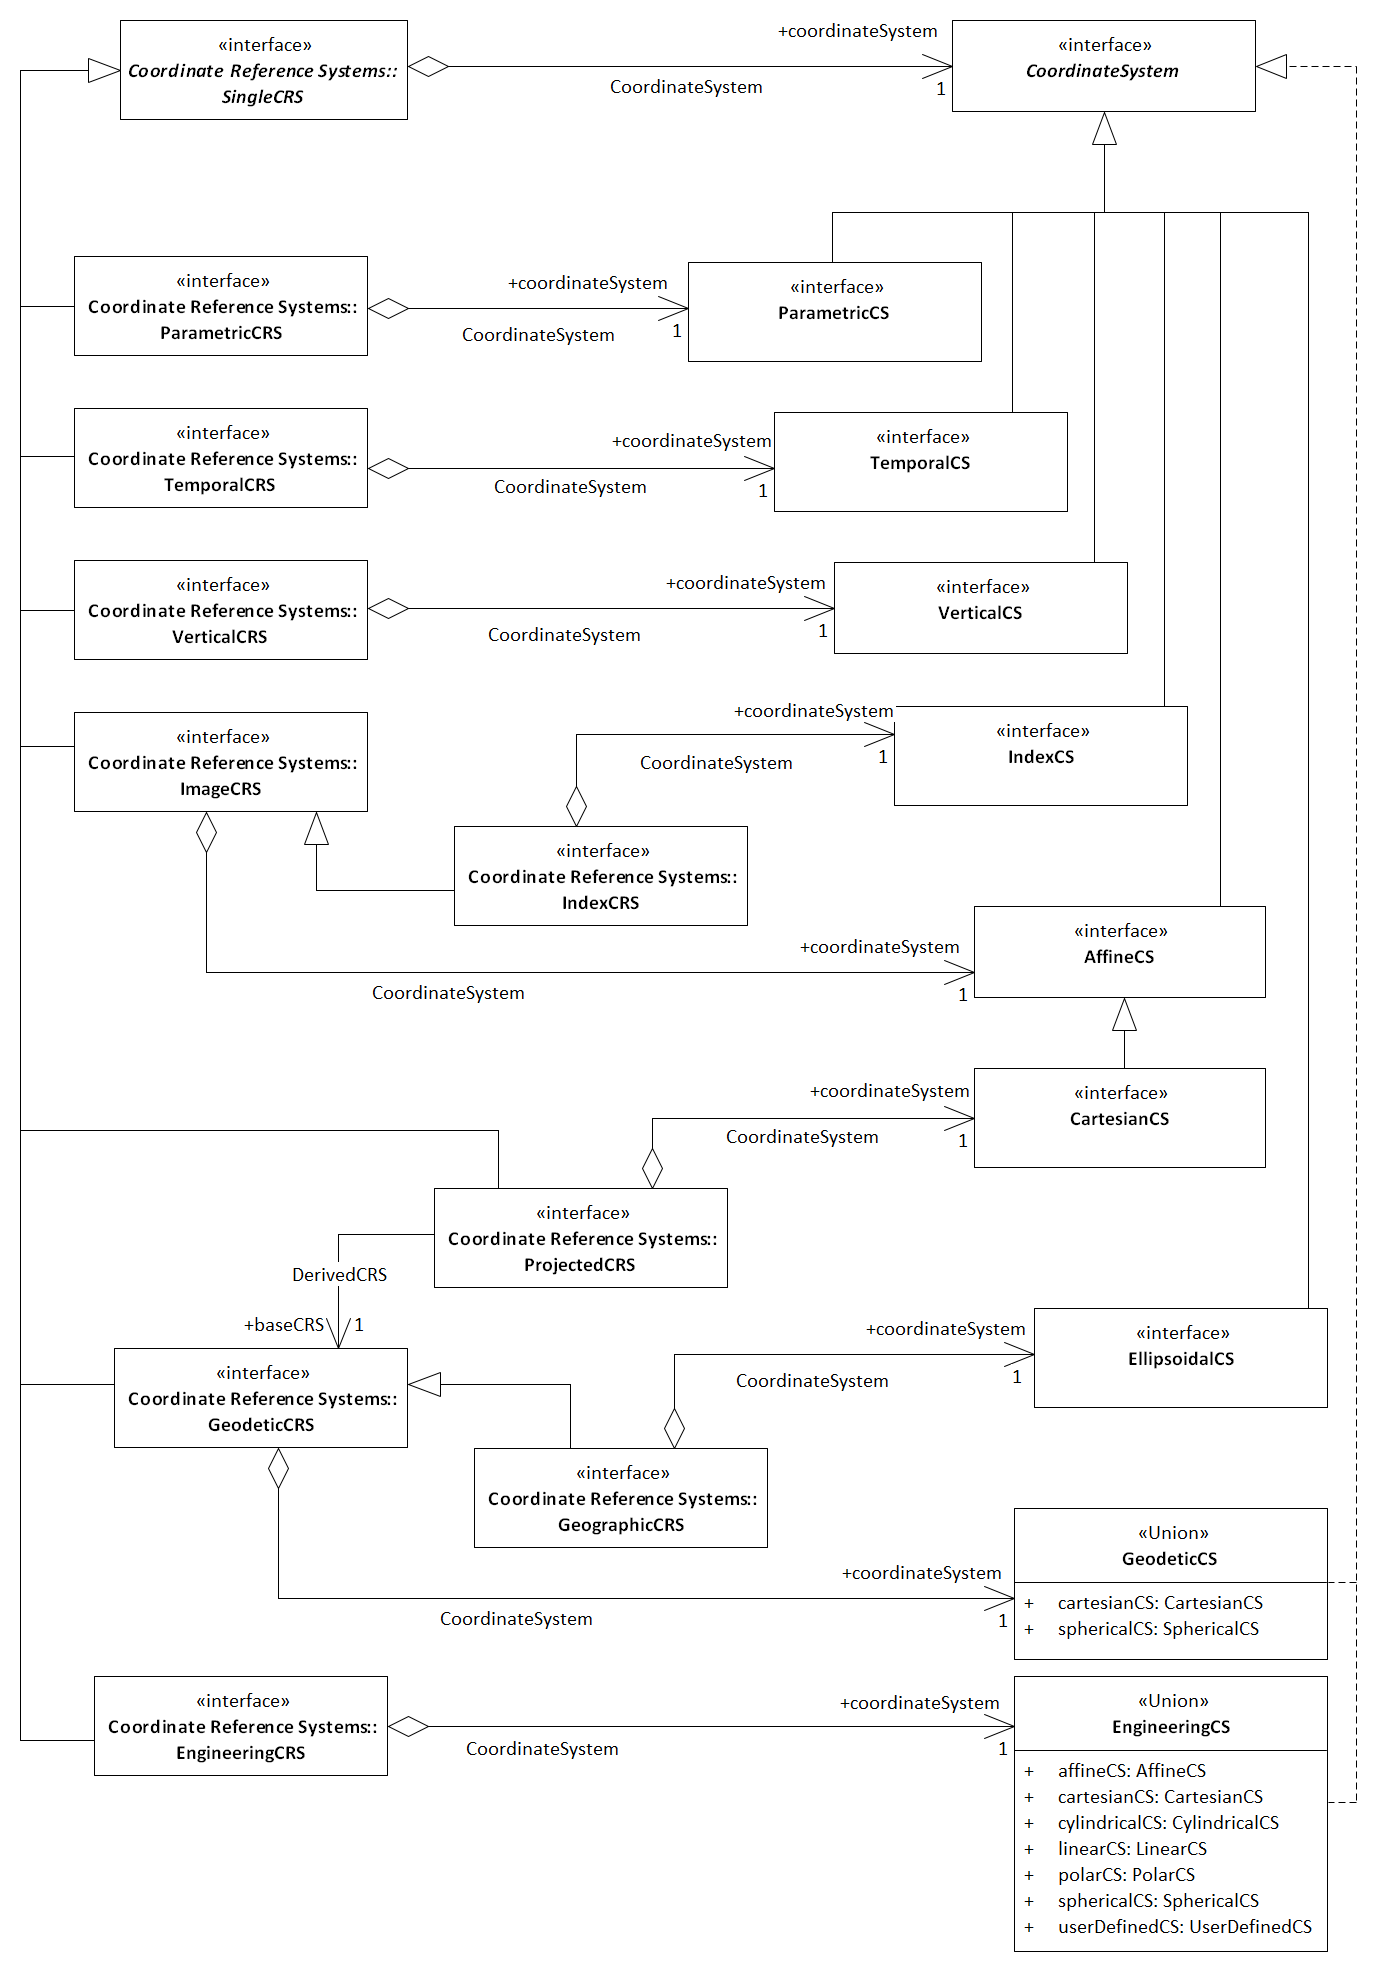 «interface»
Coordinate Reference Systems::
SingleCRS
+coordinateSystem
CoordinateSystem
1
«interface»
CoordinateSystem
«interface»
Coordinate Reference Systems::
ParametricCRS
+coordinateSystem
CoordinateSystem
1
«interface»
ParametricCS
«interface»
Coordinate Reference Systems::
TemporalCRS
+coordinateSystem
CoordinateSystem
1
«interface»
TemporalCS
«interface»
Coordinate Reference Systems::
VerticalCRS
+coordinateSystem
CoordinateSystem
1
«interface»
VerticalCS
«interface»
Coordinate Reference Systems::
ImageCRS
+coordinateSystem
CoordinateSystem
1
«interface»
IndexCS
«interface»
Coordinate Reference Systems::
IndexCRS
+coordinateSystem
CoordinateSystem
1
«interface»
AffineCS
+coordinateSystem
CoordinateSystem
1
«interface»
CartesianCS
«interface»
Coordinate Reference Systems::
ProjectedCRS
DerivedCRS
+baseCRS
1
«interface»
Coordinate Reference Systems::
GeodeticCRS
+coordinateSystem
CoordinateSystem
1
«interface»
EllipsoidalCS
«interface»
Coordinate Reference Systems::
GeographicCRS
+coordinateSystem
CoordinateSystem
1
«Union»
GeodeticCS
+ cartesianCS: CartesianCS
+ sphericalCS: SphericalCS
«interface»
Coordinate Reference Systems::
EngineeringCRS
+coordinateSystem
CoordinateSystem
1
«Union»
EngineeringCS
+ affineCS: AffineCS
+ cartesianCS: CartesianCS
+ cylindricalCS: CylindricalCS
+ linearCS: LinearCS
+ polarCS: PolarCS
+ sphericalCS: SphericalCS
+ userDefinedCS: UserDefinedCS